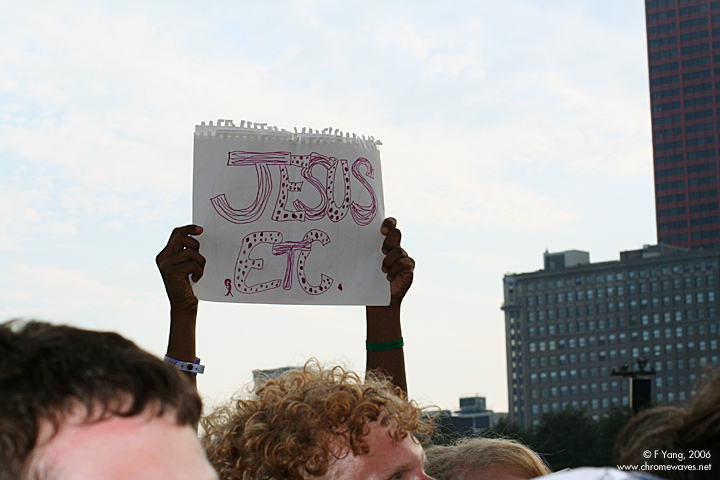 JESUS
ETC.
© F Yang, 2006
www.chromewaves.net